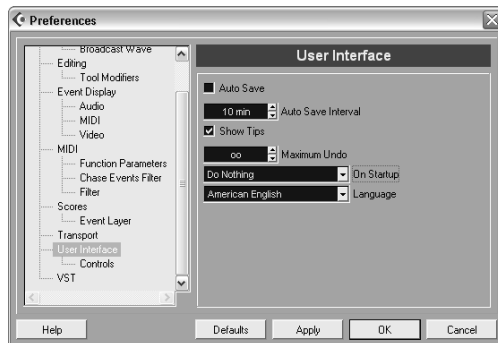 Preferences
Broadcast Wave
Editing
Tool Modifiers
Event Display
Audio
MIDI
Video
MIDI
Function Parameters
Chase Events Filter
Filter
Scores
Event Layer
Transport
User Interface
Controls
VST
User Interface
Auto Save
10 min Auto Save Interval
Show Tips
oo Maximum Undo
Do Nothing On Startup
American English Language
Help Defaults Apply OK Cancel